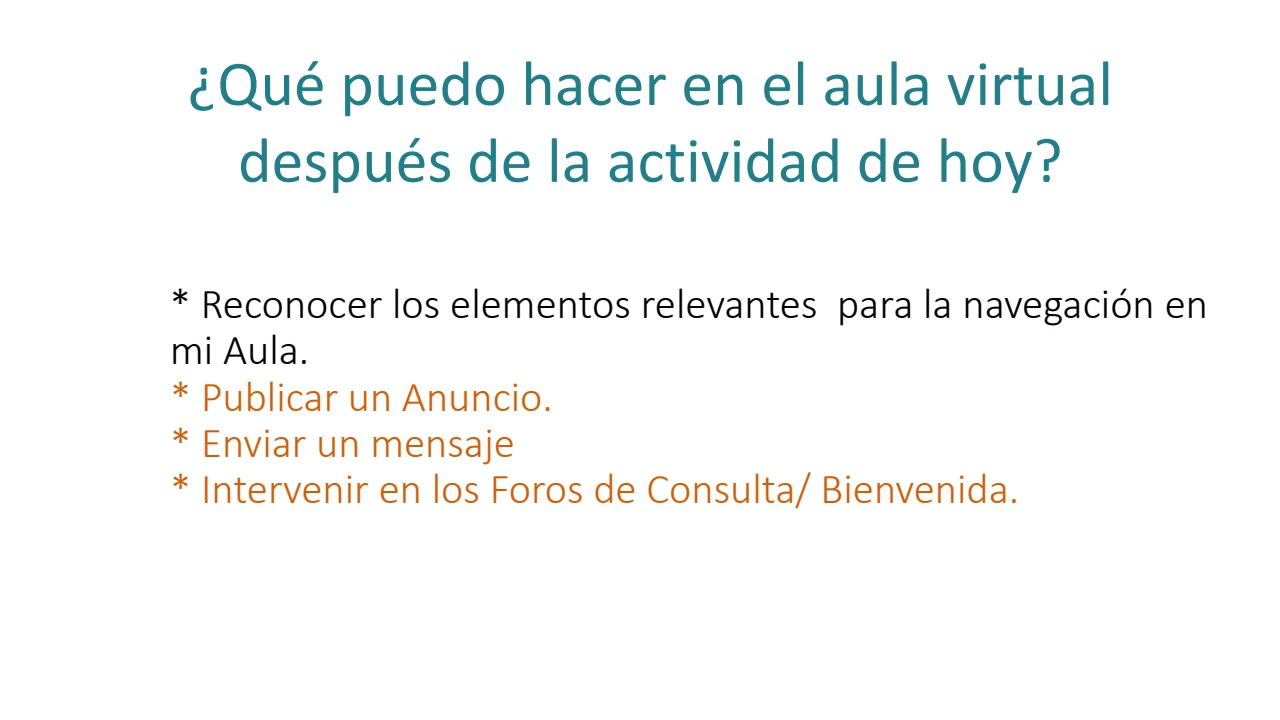 ¿Qué puedo hacer en el aula virtual
después de la actividad de hoy?
* Reconocer los elementos relevantes  para la navegación en
mi Aula.
* Publicar un Anuncio.
* Enviar un mensaje
* Intervenir en los Foros de Consulta/ Bienvenida.